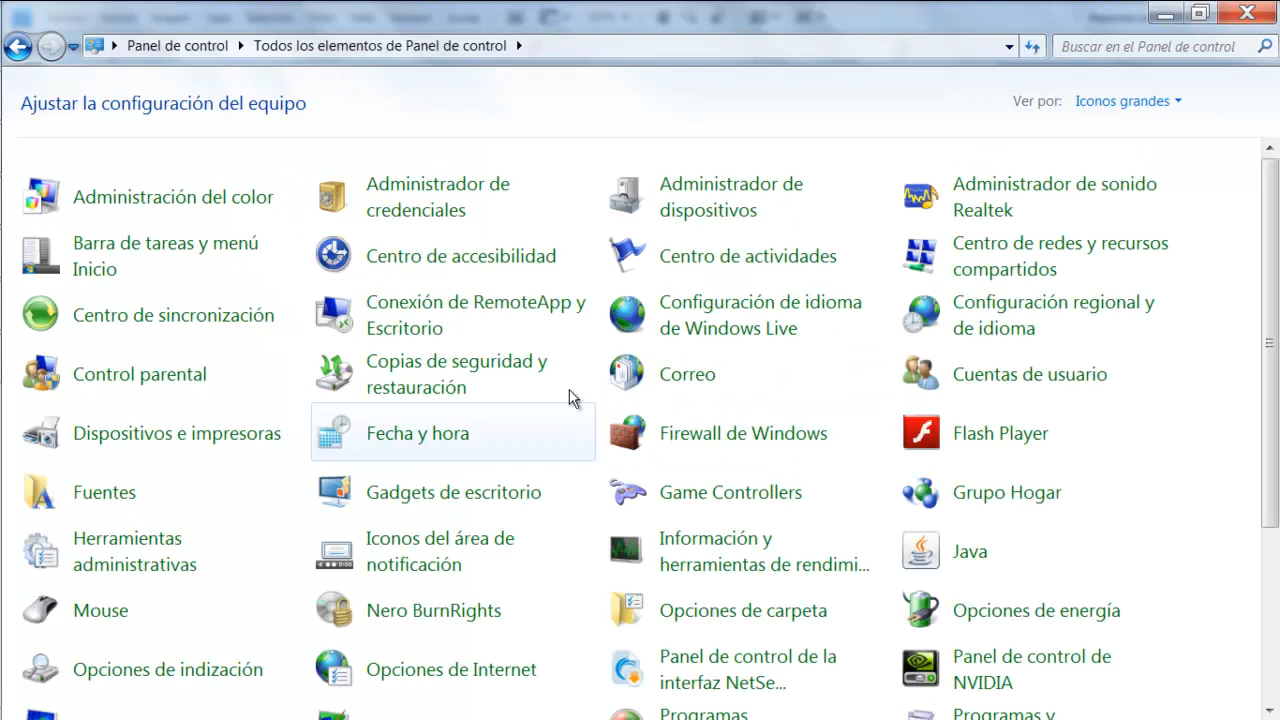 Panel de control
Todos los elementos de Panel de control
Buscar en el Panel de control
Ajustar la configuración del equipo
Ver por: Iconos grandes
Administración del color
Administrador de
credenciales
Administrador de
dispositivos
Administrador de sonido
Realtek
Barra de tareas y menú
Inicio
Centro de accesibilidad
Centro de actividades
Centro de redes y recursos
compartidos
Centro de sincronización
Conexión de RemoteApp y
Escritorio
Configuración de idioma
de Windows Live
Configuración regional y
de idioma
Control parental
Copias de seguridad y
restauración
Correo
Cuentas de usuario
Dispositivos e impresoras
Fecha y hora
Firewall de Windows
Flash Player
Fuentes
Gadgets de escritorio
Game Controllers
Grupo Hogar
Herramientas
administrativas
Iconos del área de
notificación
Información y
herramientas de rendimi...
Java
Mouse
Nero BurnRights
Opciones de carpeta
Opciones de energía
Opciones de indización
Opciones de Internet
Panel de control de la
interfaz NetSe...
Panel de control de
NVIDIA
Programas
Programas y